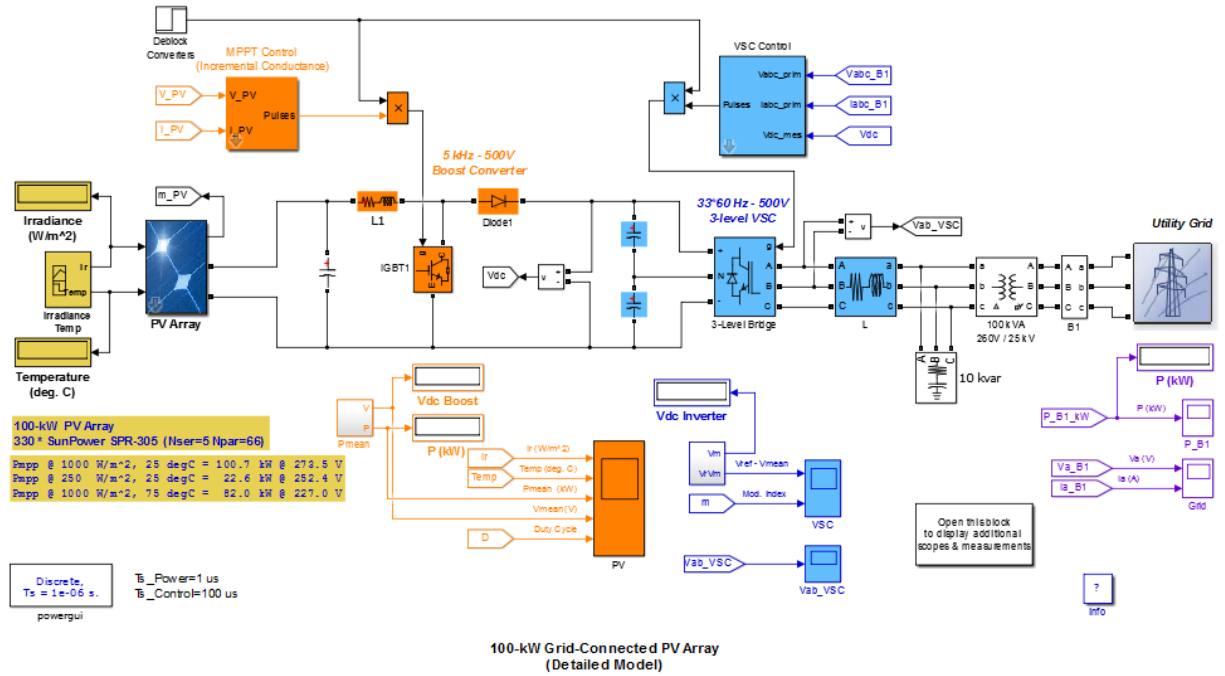 Deblock
Converters
MPPT Control
(Incremental Conductance)
V_PV
I_PV
V_PV
I_PV
Pulses
×
VSC Control
Vabc_prim
Iabc_prim
Vdc_mes
Pulses
Vabc_B1
Iabc_B1
Vdc
×
5 kHz - 500V
Boost Converter
Irradiance
(W/m^2)
m_PV
Ir
Temp
Irradiance
Temp
Temperature
(deg. C)
PV Array
L1
Diode1
IGBT1
g
C
E
Vdc
v
+
-
33*60 Hz - 500V
3-level VSC
g
+
N
-
A
B
C
3-Level Bridge
+
-
v
Vab_VSC
A
B
C
a
b
c
L
A
B
C
10 kvar
a
b
c
A
B
C
100 kVA
260V / 25 kV
A
B
C
a
b
c
B1
Utility Grid
100-kW PV Array
330 * SunPower SPR-305 (Nser=5 Npar=66)
Pmpp @ 1000 W/m^2, 25 degC = 100.7 kW @ 273.5 V
Pmpp @ 250 W/m^2, 25 degC = 22.6 kW @ 252.4 V
Pmpp @ 1000 W/m^2, 75 degC = 82.0 kW @ 227.0 V
V
P
Pmean
Vdc Boost
P (kW)
Ir
Temp
D
Ir (W/m^2)
Temp (deg. C)
Pmean (kW)
Vmean (V)
Duty Cycle
PV
Vdc Inverter
Vm
VrVm
Vref - Vmean
m
Mod. Index
VSC
Vab_VSC
Vab_VSC
Open this block
to display additional
scopes & measurements
P (kW)
P_B1_kW
P (kW)
P_B1
Va_B1
Ia_B1
Va (V)
Ia (A)
Grid
?
Info
Discrete,
Ts = 1e-06 s.
powergui
Ts_Power=1 us
Ts_Control=100 us
100-kW Grid-Connected PV Array
(Detailed Model)